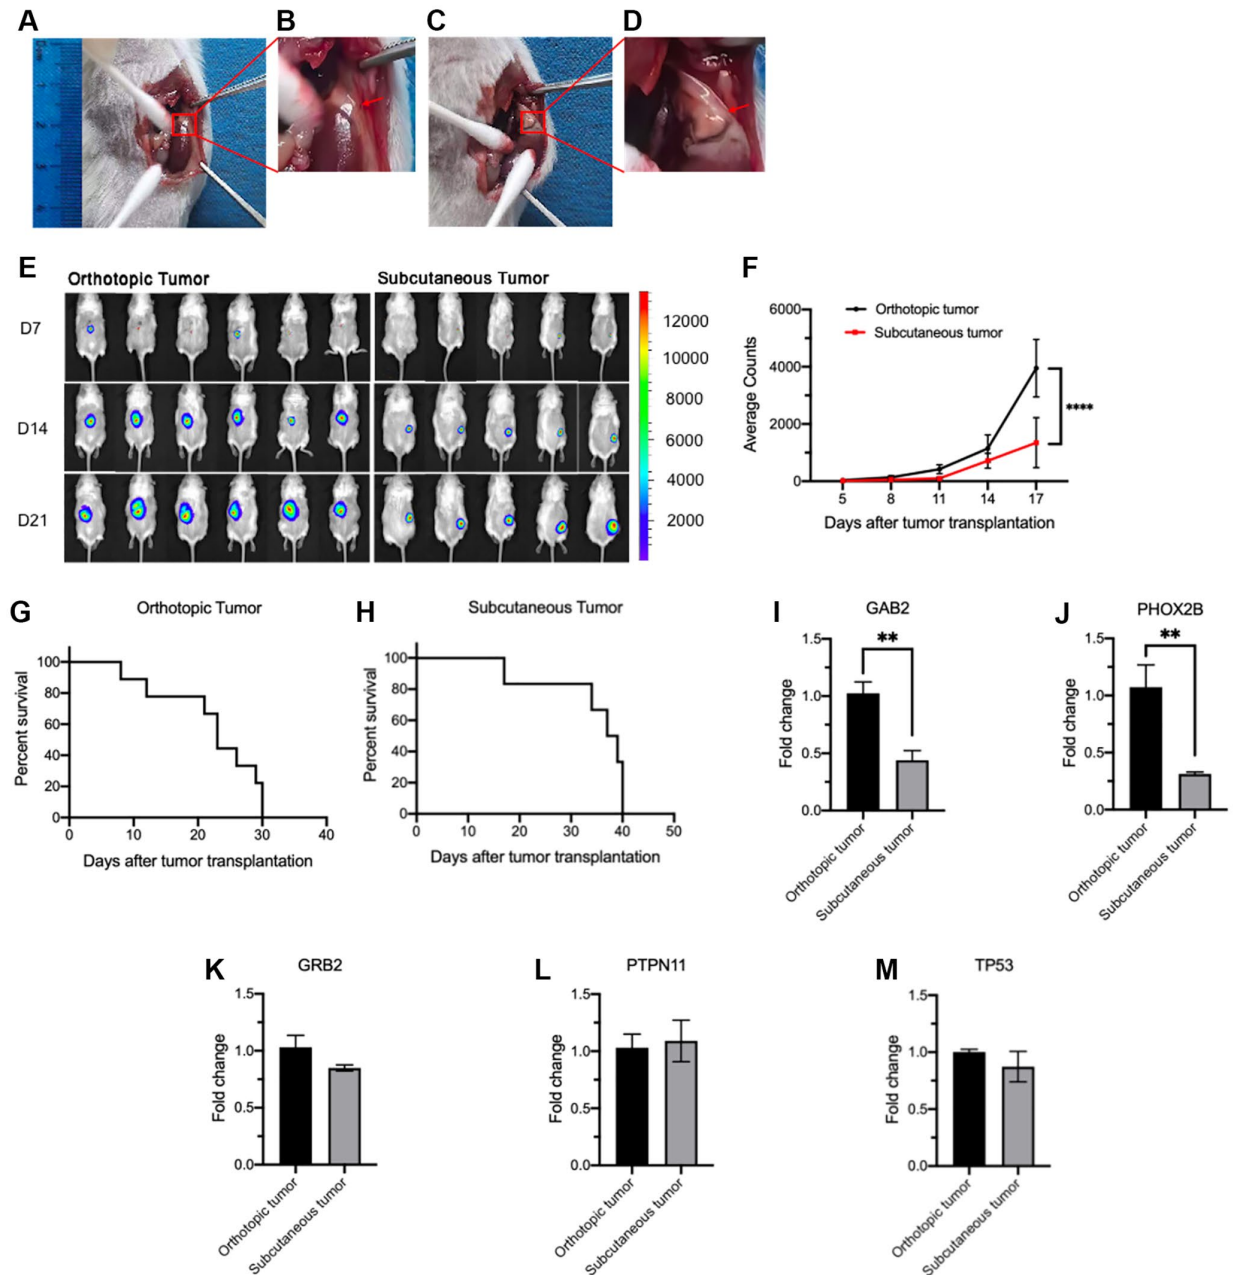 A
B
C
D
E
Orthotopic Tumor
Subcutaneous Tumor
D7
D14
D21
12000
10000
8000
6000
4000
2000
F
6000
4000
2000
0
Average Counts
Orthotopic tumor
Subcutaneous tumor
****
5 8 11 14 17
Days after tumor transplantation
G
Orthotopic Tumor
Percent survival
100
80
60
40
20
0
0 10 20 30 40
Days after tumor transplantation
H
Subcutaneous Tumor
Percent survival
100
80
60
40
20
0
0 10 20 30 40 50
Days after tumor transplantation
I
GAB2
**
Fold change
1.5
1.0
0.5
0.0
Orthotopic tumor
Subcutaneous tumor
J
PHOX2B
**
Fold change
1.5
1.0
0.5
0.0
Orthotopic tumor
Subcutaneous tumor
K
GRB2
Fold change
1.5
1.0
0.5
0.0
Orthotopic tumor
Subcutaneous tumor
L
PTPN11
Fold change
1.5
1.0
0.5
0.0
Orthotopic tumor
Subcutaneous tumor
M
TP53
Fold change
1.5
1.0
0.5
0.0
Orthotopic tumor
Subcutaneous tumor